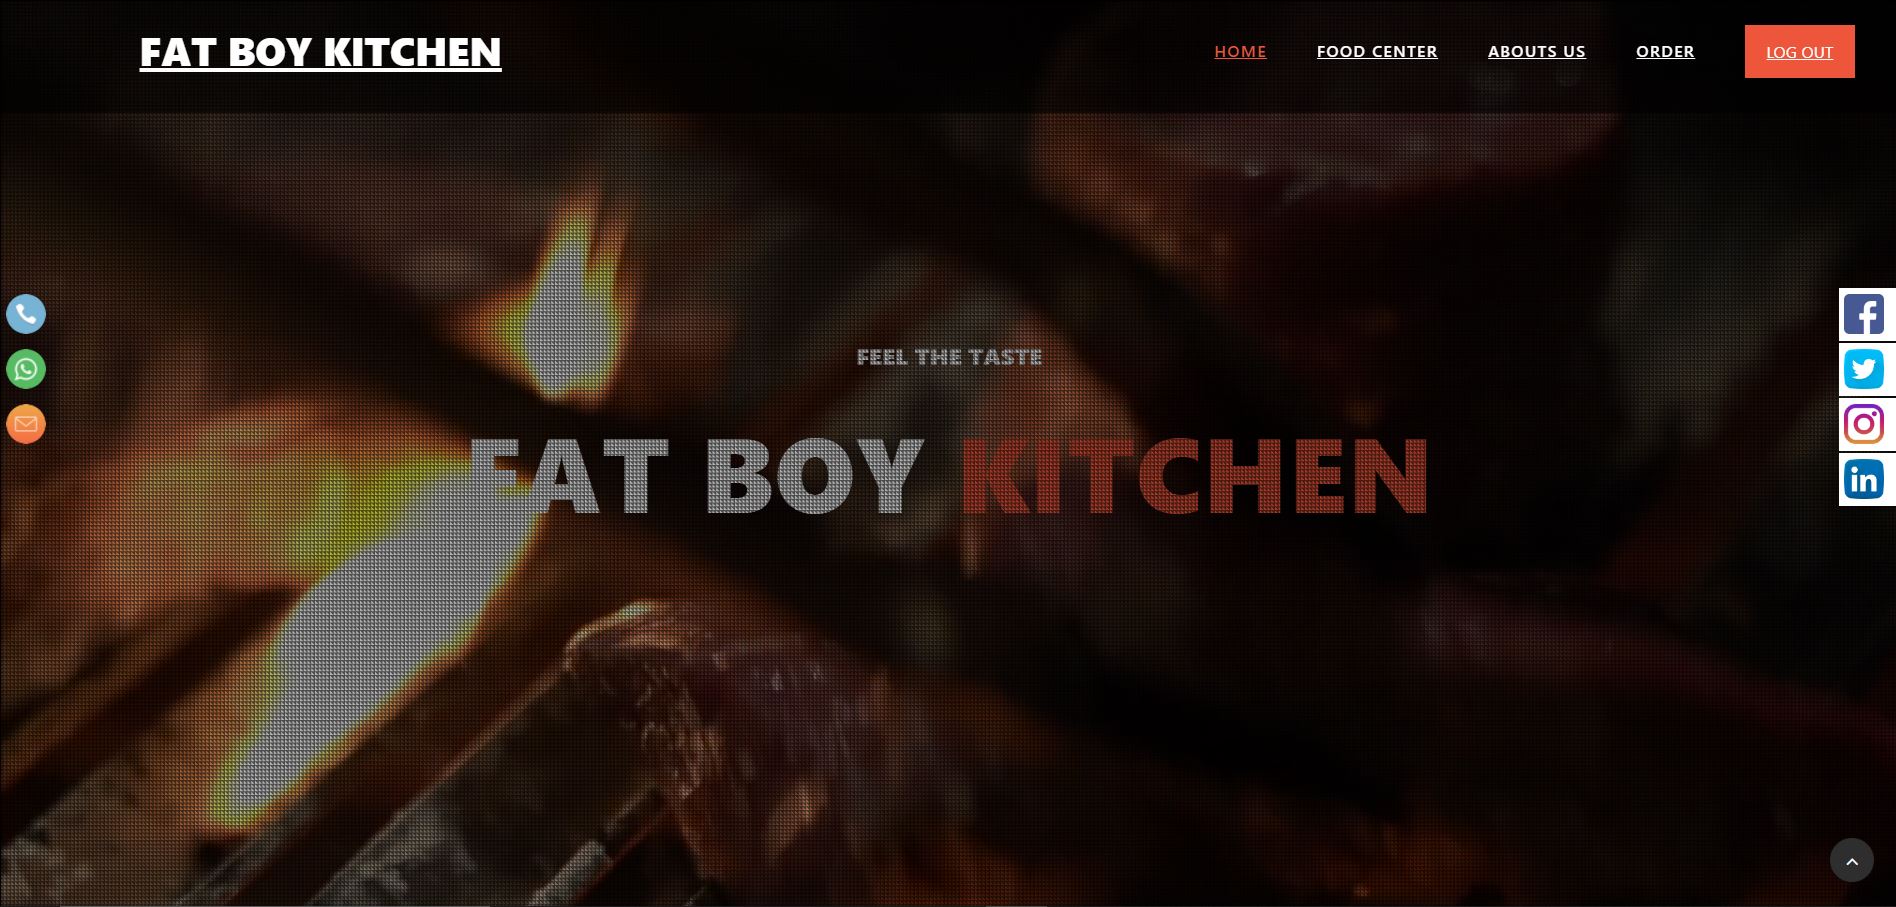 FAT BOY KITCHEN
HOME
FOOD CENTER
ABOUTS US
ORDER
LOG OUT
FEEL THE TASTE
FAT BOY KITCHEN